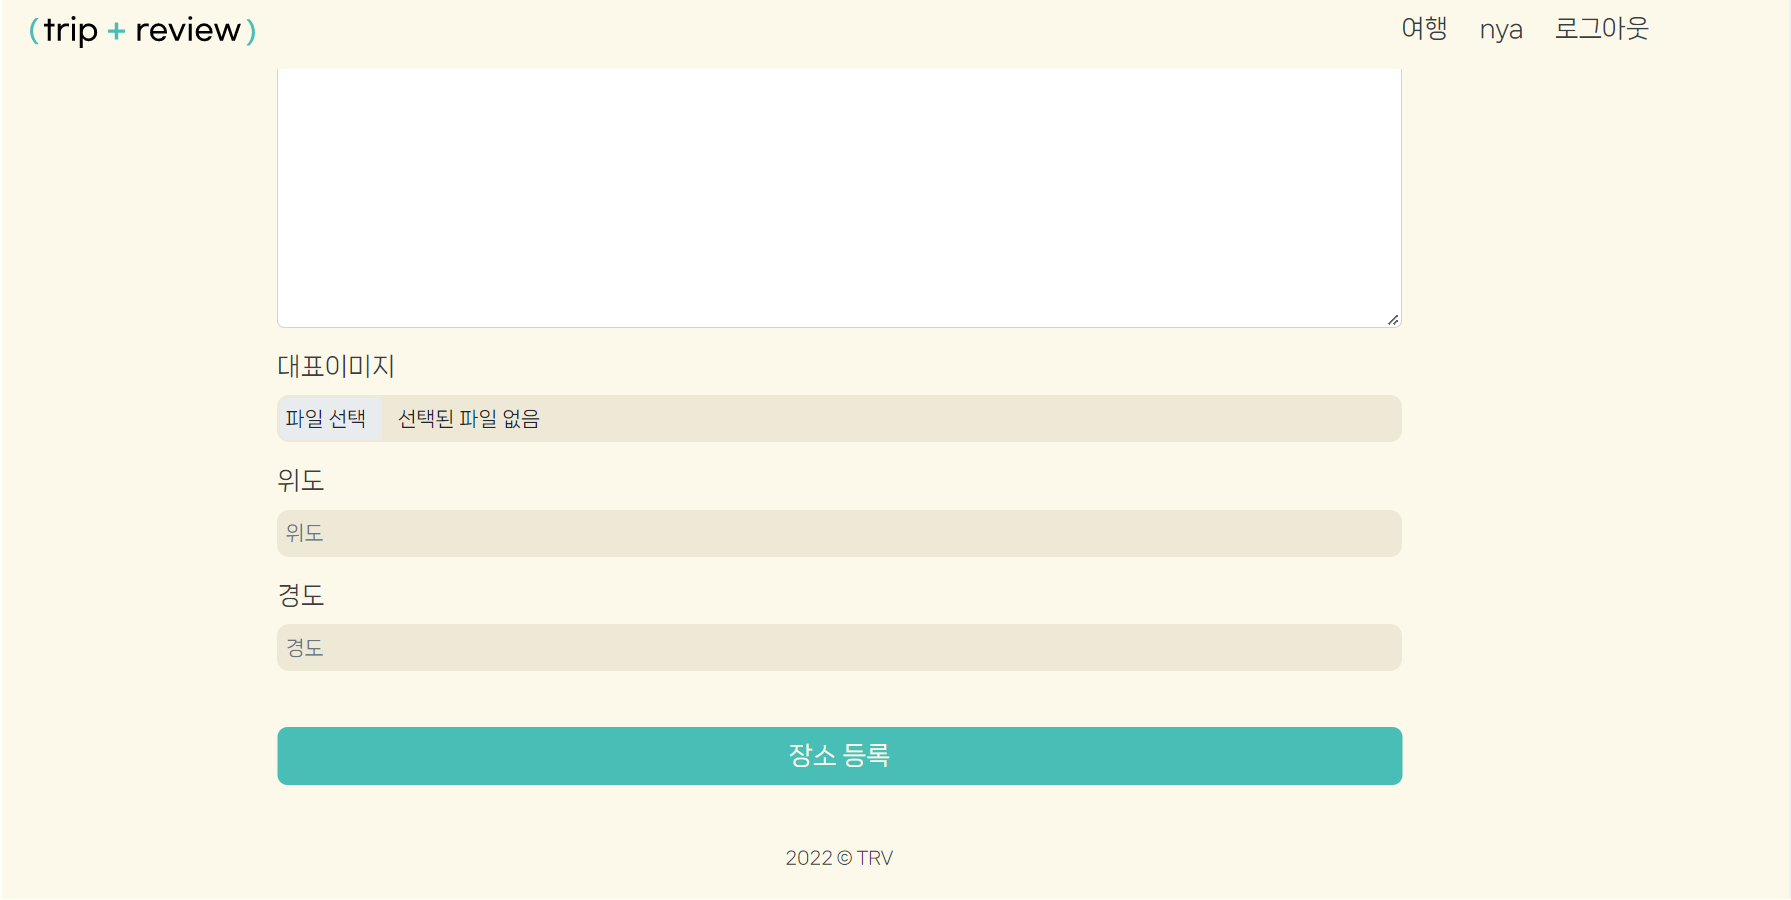 (trip + review)
여행 nya 로그아웃
대표이미지
파일 선택 선택된 파일 없음
위도
위도
경도
경도
장소 등록
2022 © TRV